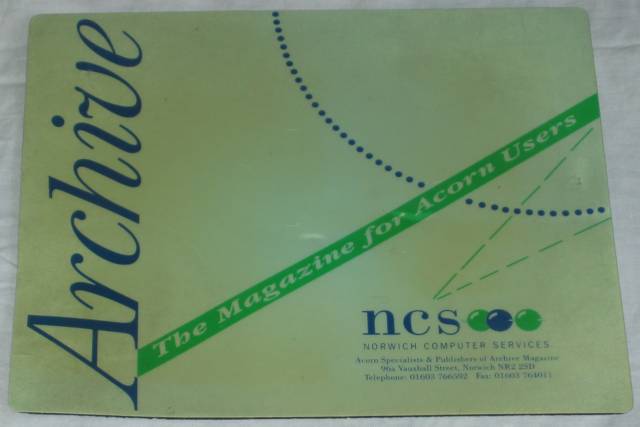 Archive
The Magazine for Acorn Users
ncs
NORWICH COMPUTER SERVICES
Acorn Specialists & Publishers of Archive Magazine
96a Vauxhall Street, Norwich NR2 2SD
Telephone: 01603 766592 Fax: 01603 764011